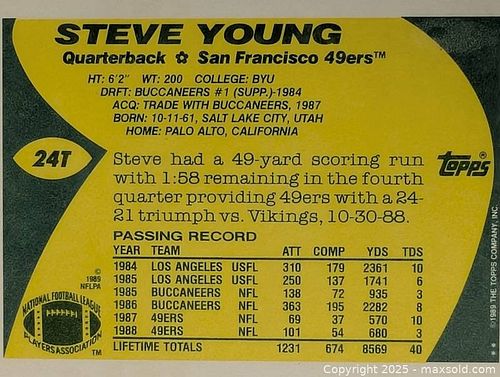 STEVE YOUNG
Quarterback ✿ San Francisco 49ers™
HT: 6'2" WT: 200 COLLEGE: BYU
DRFT: BUCCANEERS #1 (SUPP.)-1984
ACQ: TRADE WITH BUCCANEERS, 1987
BORN: 10-11-61, SALT LAKE CITY, UTAH
HOME: PALO ALTO, CALIFORNIA
24T
Steve had a 49-yard scoring run
with 1:58 remaining in the fourth
quarter providing 49ers with a 24-
21 triumph vs. Vikings, 10-30-88.
topps®
PASSING RECORD
YEAR TEAM ATT COMP YDS TDS
1984 LOS ANGELES USFL 310 179 2361 10
1985 LOS ANGELES USFL 250 137 1741 6
1985 BUCCANEERS NFL 138 72 935 3
1986 BUCCANEERS NFL 363 195 2282 8
1987 49ERS NFL 69 37 570 10
1988 49ERS NFL 101 54 680 3
LIFETIME TOTALS 1231 674 8569 40
©
1989
NFLPA
NATIONAL FOOTBALL LEAGUE
PLAYERS ASSOCIATION
™
** ©1989 THE TOPPS COMPANY, INC.
Copyright 2025 - maxsold.com